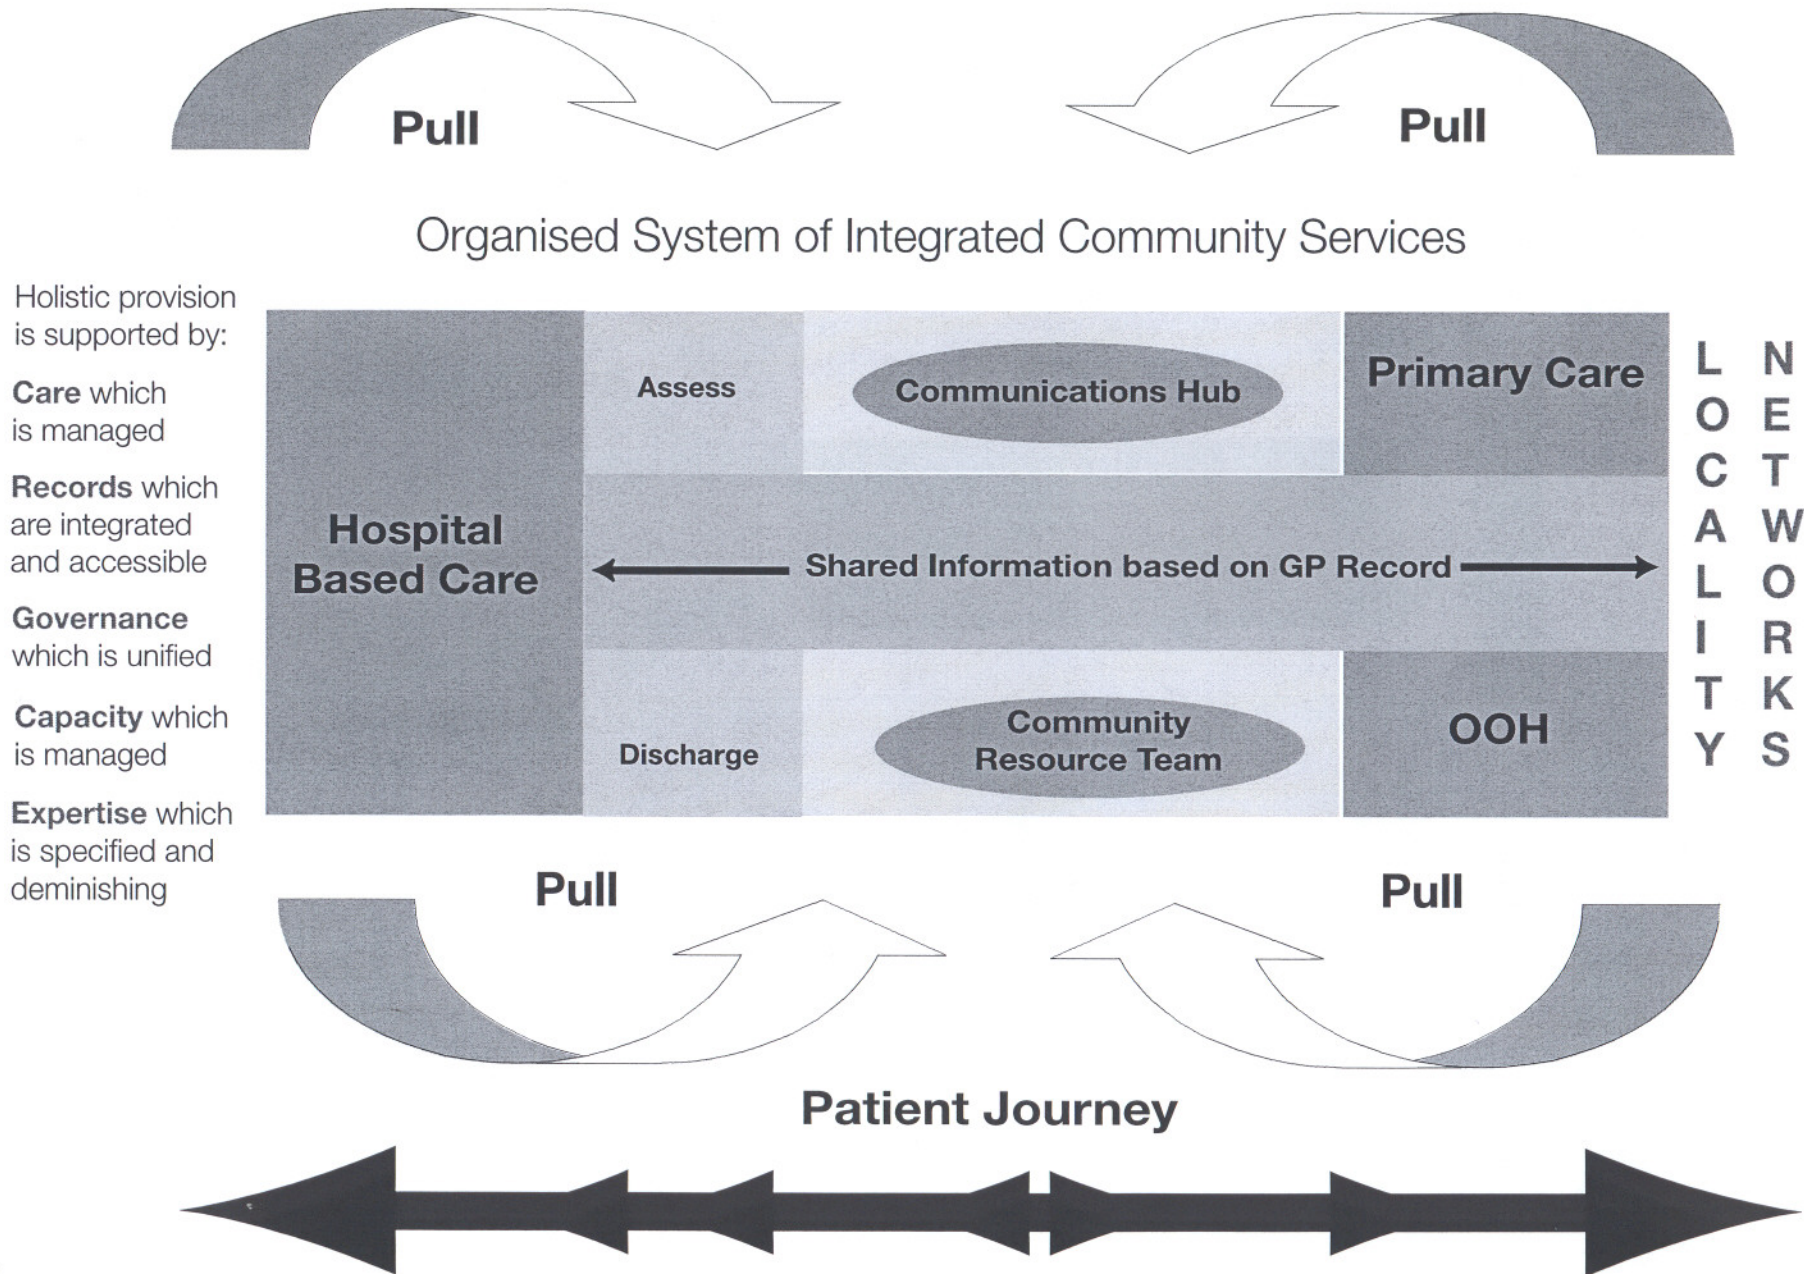 Pull
Pull
Organised System of Integrated Community Services
Holistic provision
is supported by:
Care which
is managed
Records which
are integrated
and accessible
Governance
which is unified
Capacity which
is managed
Expertise which
is specified and
deminishing
Hospital
Based Care
Assess
Communications Hub
Primary Care
Shared Information based on GP Record
Discharge
Community
Resource Team
OOH
LOCALITY
NETWORKS
Pull
Pull
Patient Journey